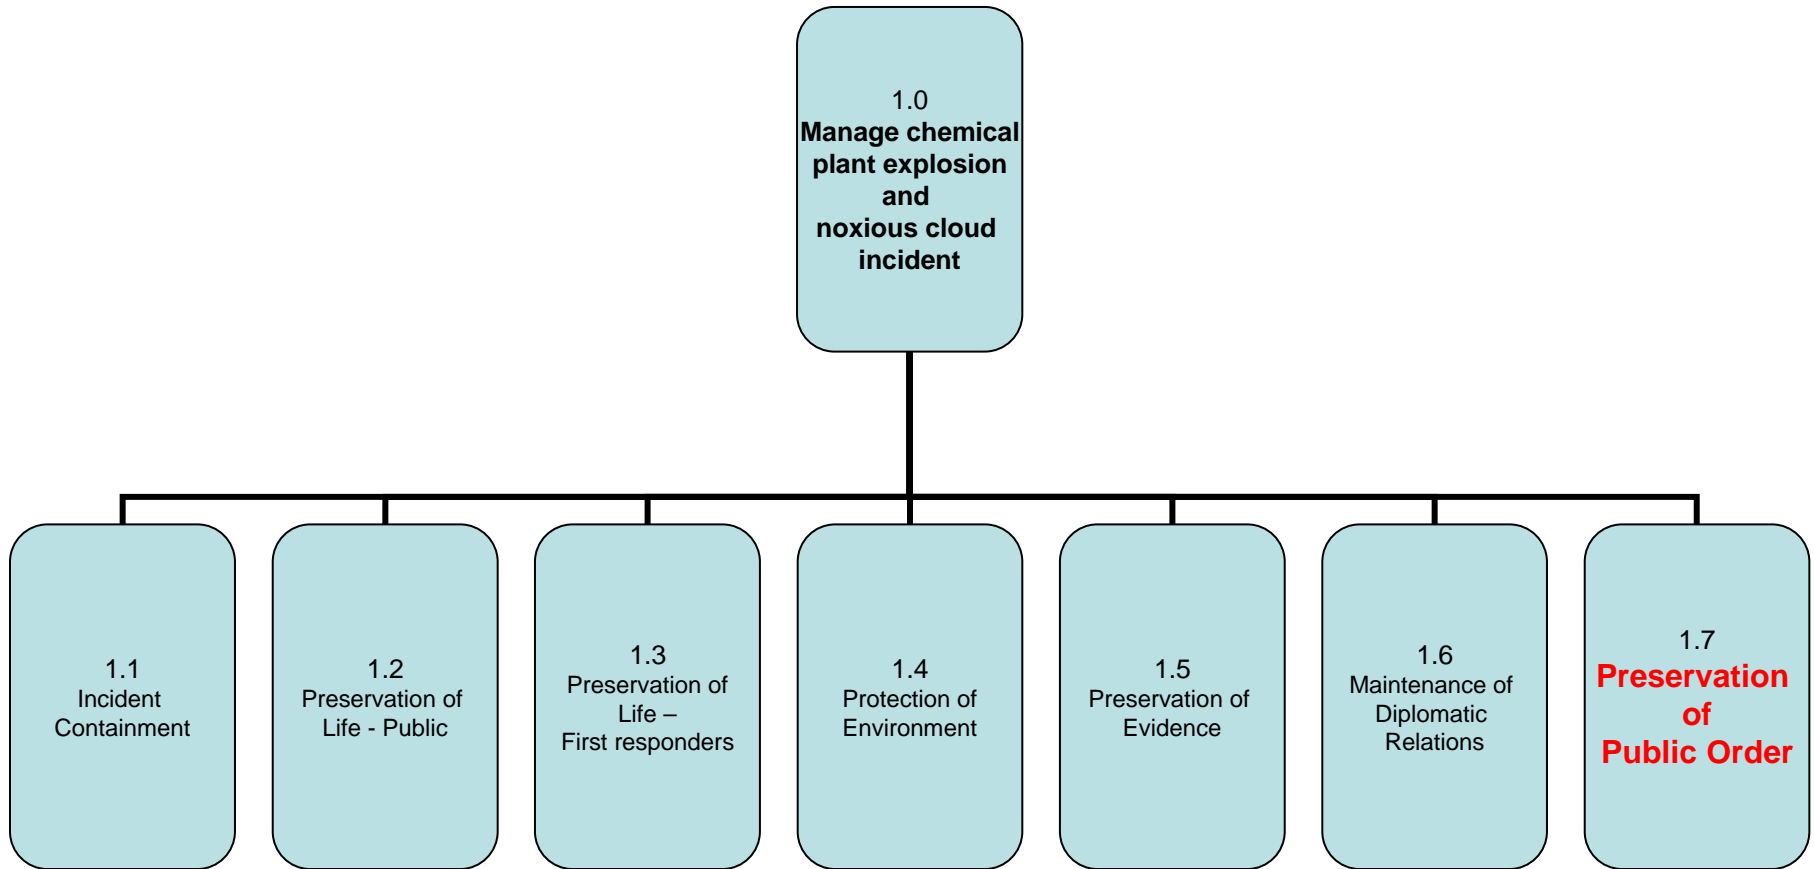 1.0
Manage chemical
plant explosion
and
noxious cloud
incident
1.1
Incident
Containment
1.2
Preservation of
Life - Public
1.3
Preservation of
Life –
First responders
1.4
Protection of
Environment
1.5
Preservation of
Evidence
1.6
Maintenance of
Diplomatic
Relations
1.7
Preservation
of
Public Order